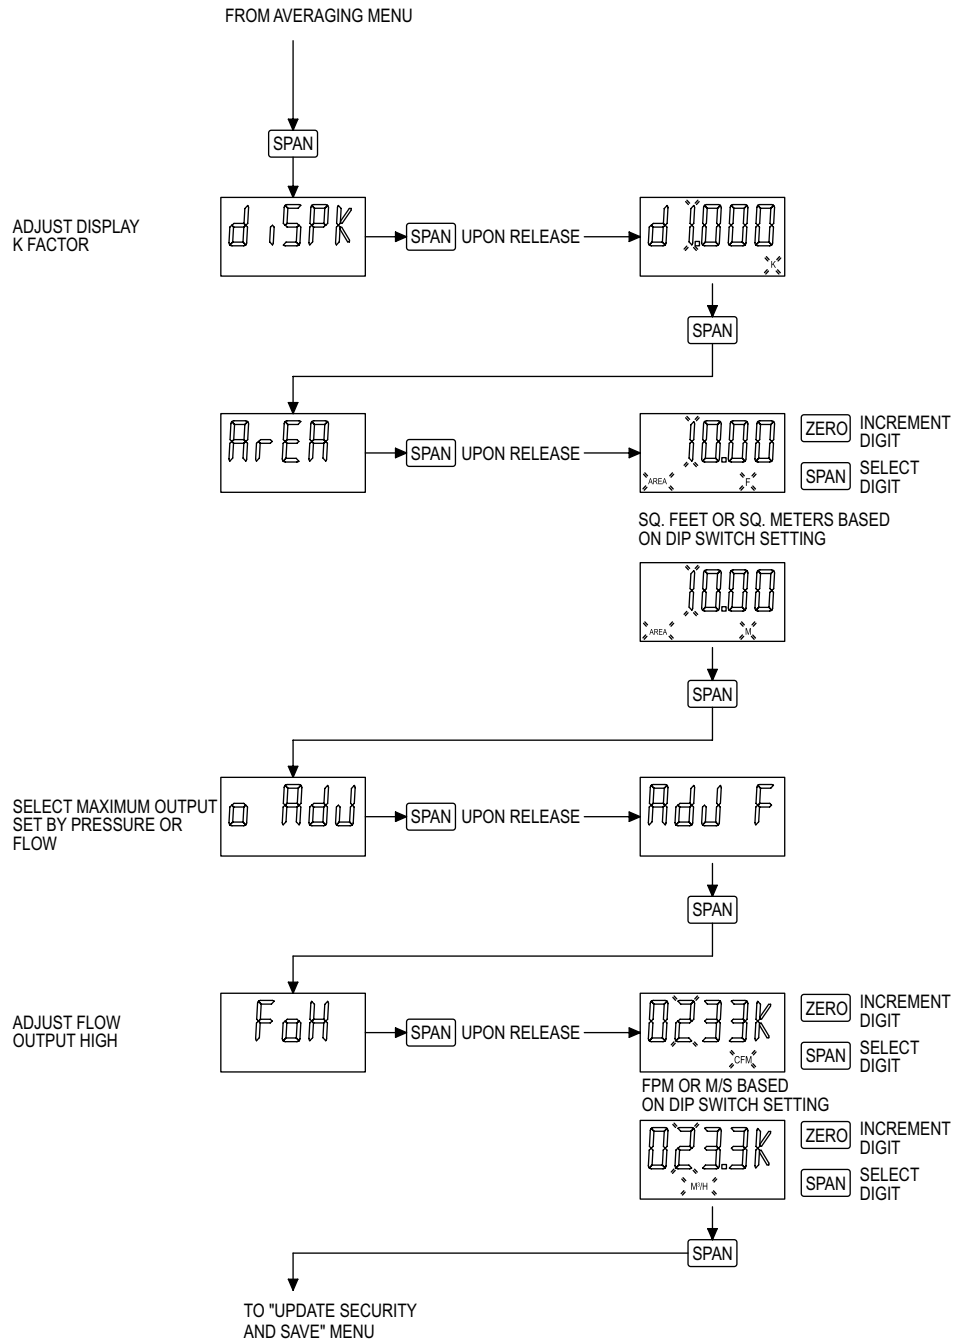 FROM AVERAGING MENU
SPAN
ADJUST DISPLAY
K FACTOR
diSPK
SPAN UPON RELEASE
d 1.000
K
SPAN
ArEA
SPAN UPON RELEASE
10.00
AREA F
ZERO INCREMENT
DIGIT
SPAN SELECT
DIGIT
SQ. FEET OR SQ. METERS BASED
ON DIP SWITCH SETTING
10.00
AREA M
SPAN
SELECT MAXIMUM OUTPUT
SET BY PRESSURE OR
FLOW
o AdJ
SPAN UPON RELEASE
AdJ F
SPAN
ADJUST FLOW
OUTPUT HIGH
FoH
SPAN UPON RELEASE
0233K
CFM
ZERO INCREMENT
DIGIT
SPAN SELECT
DIGIT
FPM OR M/S BASED
ON DIP SWITCH SETTING
023.3K
M³/H
ZERO INCREMENT
DIGIT
SPAN SELECT
DIGIT
SPAN
TO "UPDATE SECURITY
AND SAVE" MENU